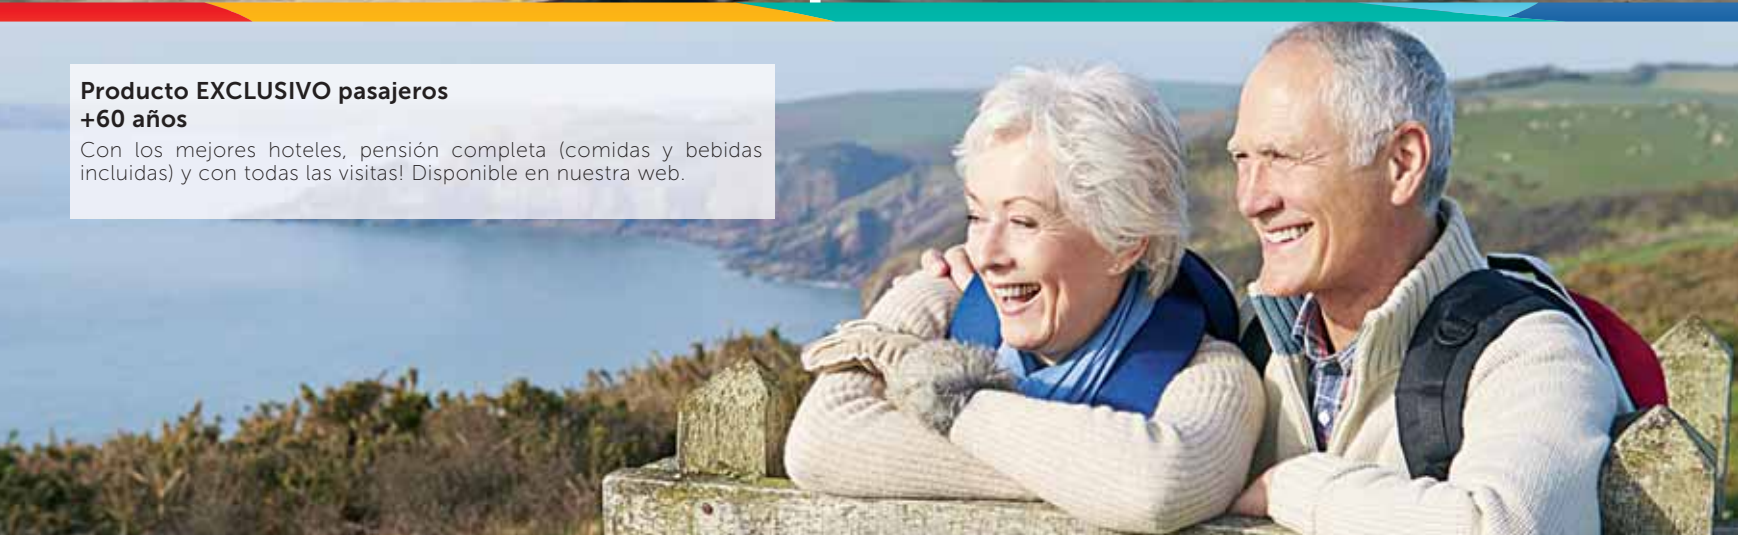 Producto EXCLUSIVO pasajeros
+60 años
Con los mejores hoteles, pensión completa (comidas y bebidas
incluidas) y con todas las visitas! Disponible en nuestra web.